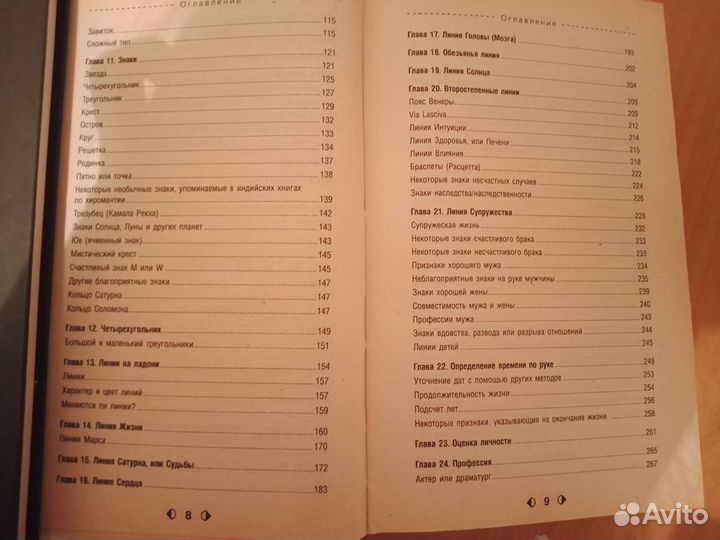 Оглавление
Завиток 115
Сложный тип 115
Глава 11. Знаки 121
Звезда 121
Четырехугольник 125
Треугольник 127
Крест 129
Остров 132
Круг 133
Решетка 134
Родинка 137
Пятно или точка 138
Некоторые необычные знаки, упоминаемые в индийских книгах
по хиромантии 139
Трезубец (Камала Рекха) 142
Знаки Солнца, Луны и других планет 143
Юв (ячменный знак) 143
Мистический крест 145
Счастливый знак M или W 145
Другие благоприятные знаки 147
Кольцо Сатурна 147
Кольцо Соломона 147
Глава 12. Четырехугольник 149
Большой и маленький треугольники 151
Глава 13. Линии на ладони 154
Линии 157
Характер и цвет линий 157
Меняются ли линии? 159
Глава 14. Линия Жизни 160
Линия Марса 170
Глава 15. Линия Сатурна, или Судьбы 172
Глава 16. Линия Сердца 183
8
Оглавление
Глава 17. Линия Головы (Мозга) 193
Глава 18. Обезьянья линия 202
Глава 19. Линия Солнца 204
Глава 20. Второстепенные линии 209
Пояс Венеры 209
Via Lasciva 209
Линия Интуиции 212
Линия Здоровья, или Печени 214
Линии Влияния 215
Браслеты (Расцетта) 218
Некоторые знаки несчастных случаев 222
Знаки наследства/наследственности 226
Глава 21. Линия Супружества 228
Супружеская жизнь 232
Некоторые знаки счастливого брака 233
Некоторые знаки несчастливого брака 233
Признаки хорошего мужа 234
Неблагоприятные знаки на руке мужчины 235
Знаки хорошей жены 239
Совместимость мужа и жены 240
Профессии мужа 243
Знаки вдовства, развода или разрыва отношений 244
Линии детей 244
Глава 22. Определение времени по руке 249
Уточнение дат с помощью других методов 253
Продолжительность жизни 254
Подсчет лет 256
Некоторые признаки, указывающие на окончание жизни 258
Глава 23. Оценка личности 261
Глава 24. Профессия 265
Актер или драматург 267
9
Avito